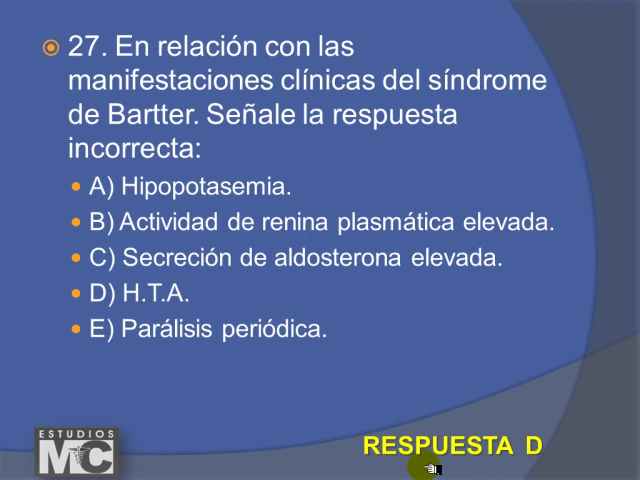 27. En relación con las
manifestaciones clínicas del síndrome
de Bartter. Señale la respuesta
incorrecta:
A) Hipopotasemia.
B) Actividad de renina plasmática elevada.
C) Secreción de aldosterona elevada.
D) H.T.A.
E) Parálisis periódica.
ESTUDIOS
MC
RESPUESTA D